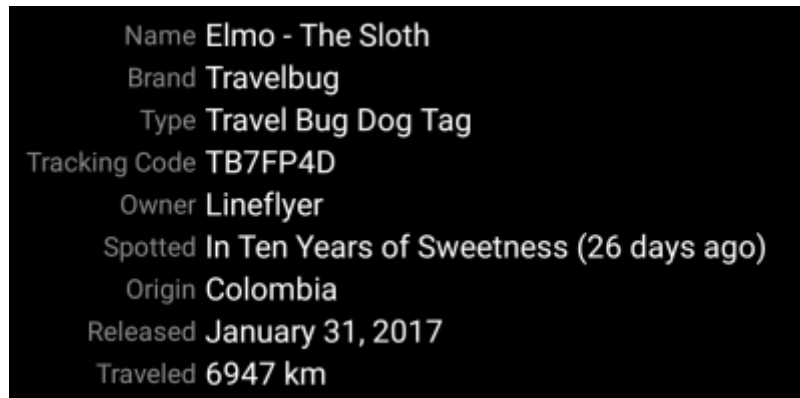 Name Elmo - The Sloth
Brand Travelbug
Type Travel Bug Dog Tag
Tracking Code TB7FP4D
Owner Lineflyer
Spotted In Ten Years of Sweetness (26 days ago)
Origin Colombia
Released January 31, 2017
Traveled 6947 km